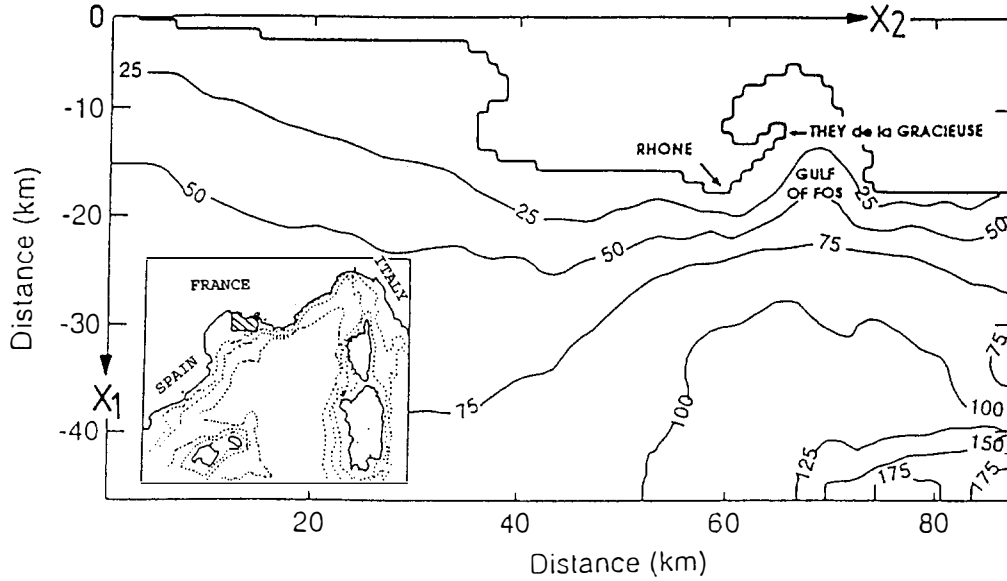 0
X2
25
-10
THEY de la GRACIEUSE
RHONE
GULF
OF FOS
50
25
25
-20
50
50
75
FRANCE
ITALY
SPAIN
-30
75
75
X1
100
100
-40
125
150
175
175
20
40
60
80
Distance (km)
Distance (km)